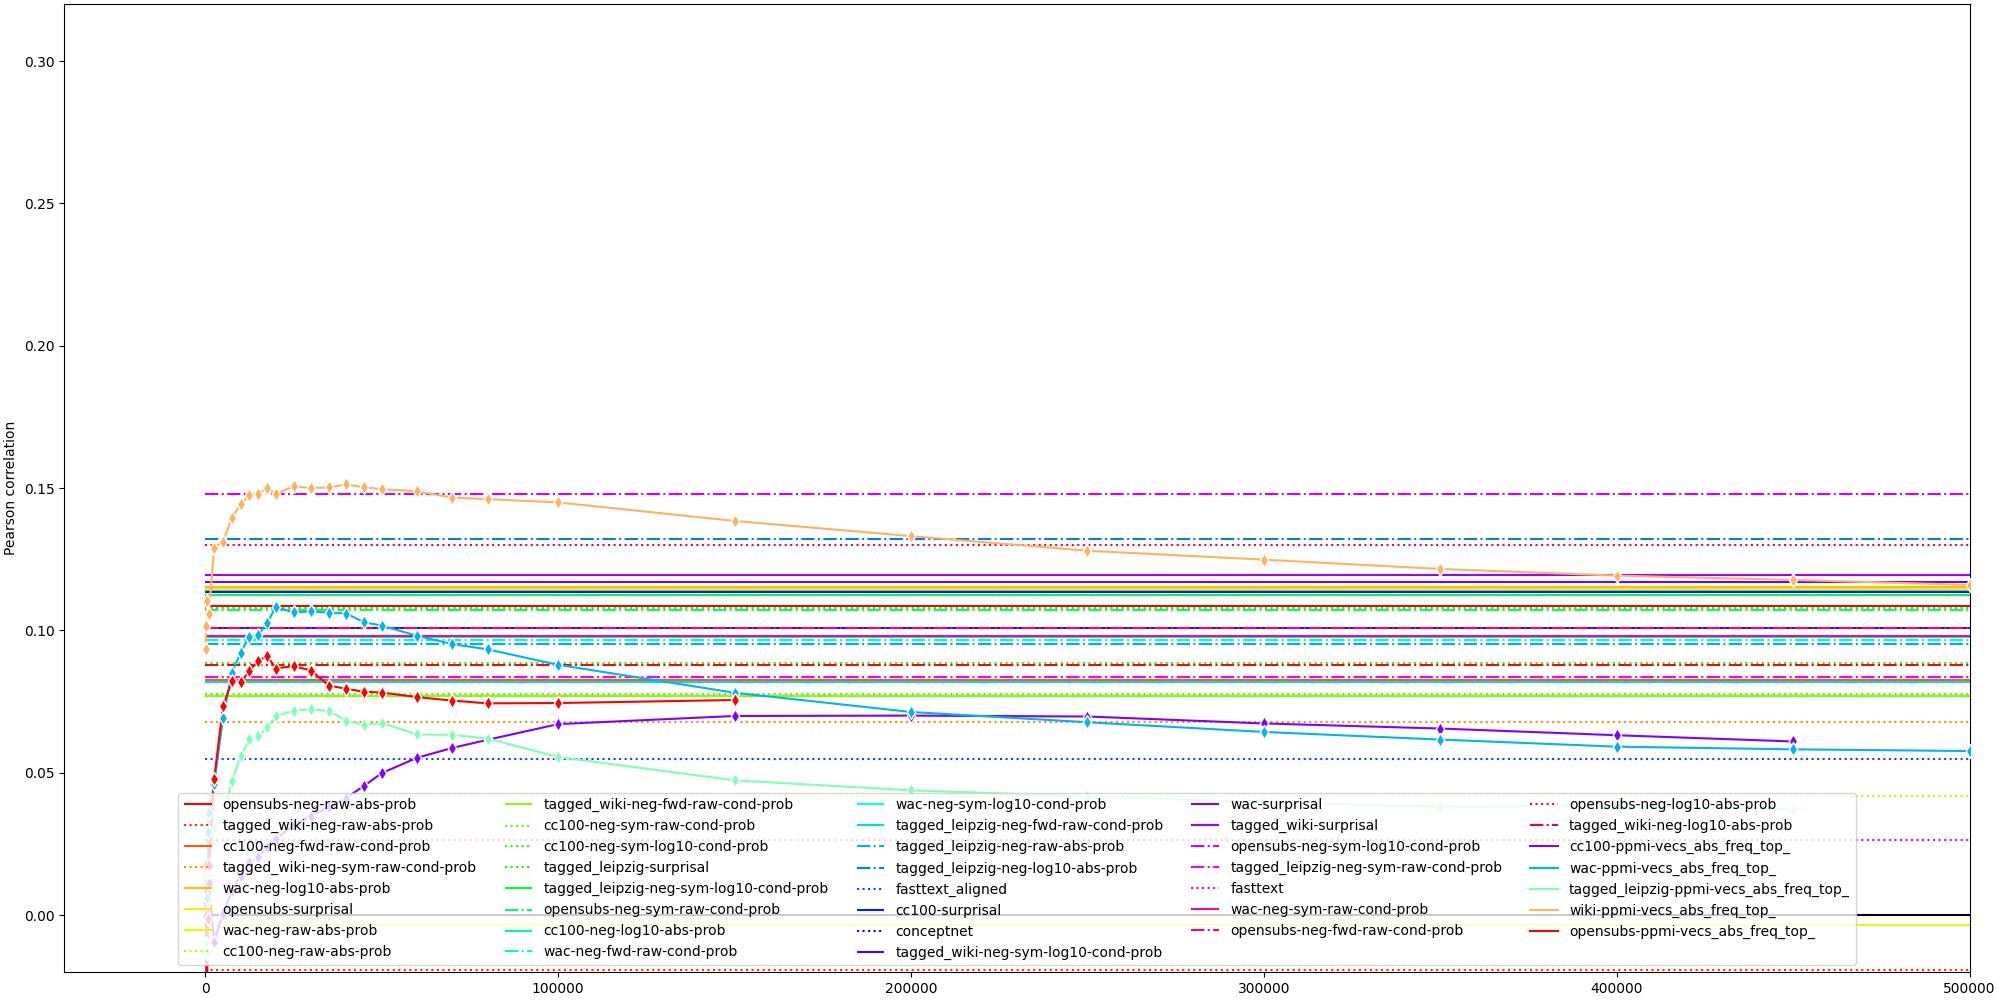 0.30
0.25
0.20
0.15
0.10
0.05
0.00
Pearson correlation
opensubs-neg-raw-abs-prob
tagged_wiki-neg-raw-abs-prob
cc100-neg-fwd-raw-cond-prob
tagged_wiki-neg-sym-raw-cond-prob
wac-neg-log10-abs-prob
opensubs-surprisal
wac-neg-raw-abs-prob
cc100-neg-raw-abs-prob
tagged_wiki-neg-fwd-raw-cond-prob
cc100-neg-sym-raw-cond-prob
cc100-neg-sym-log10-cond-prob
tagged_leipzig-surprisal
tagged_leipzig-neg-sym-log10-cond-prob
opensubs-neg-sym-raw-cond-prob
cc100-neg-log10-abs-prob
wac-neg-fwd-raw-cond-prob
wac-neg-sym-log10-cond-prob
tagged_leipzig-neg-fwd-raw-cond-prob
tagged_leipzig-neg-raw-abs-prob
tagged_leipzig-neg-log10-abs-prob
fasttext_aligned
cc100-surprisal
conceptnet
tagged_wiki-neg-sym-log10-cond-prob
wac-surprisal
tagged_wiki-surprisal
opensubs-neg-sym-log10-cond-prob
tagged_leipzig-neg-sym-raw-cond-prob
fasttext
wac-neg-sym-raw-cond-prob
opensubs-neg-fwd-raw-cond-prob
opensubs-neg-log10-abs-prob
tagged_wiki-neg-log10-abs-prob
cc100-ppmi-vecs_abs_freq_top_
wac-ppmi-vecs_abs_freq_top_
tagged_leipzig-ppmi-vecs_abs_freq_top_
wiki-ppmi-vecs_abs_freq_top_
opensubs-ppmi-vecs_abs_freq_top_
0
100000
200000
300000
400000
500000